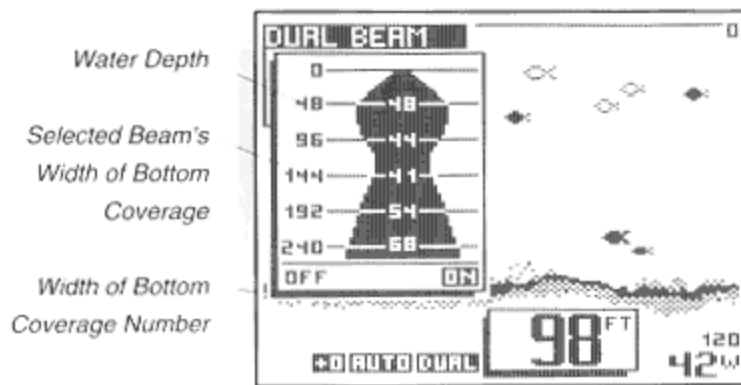 Water Depth
Selected Beam's
Width of Bottom
Coverage
Width of Bottom
Coverage Number
DUAL BEAM
0
0
48 48
96 44
144 41
192 54
240 68
OFF ON
98 FT
120
42W
+D AUTO DUAL